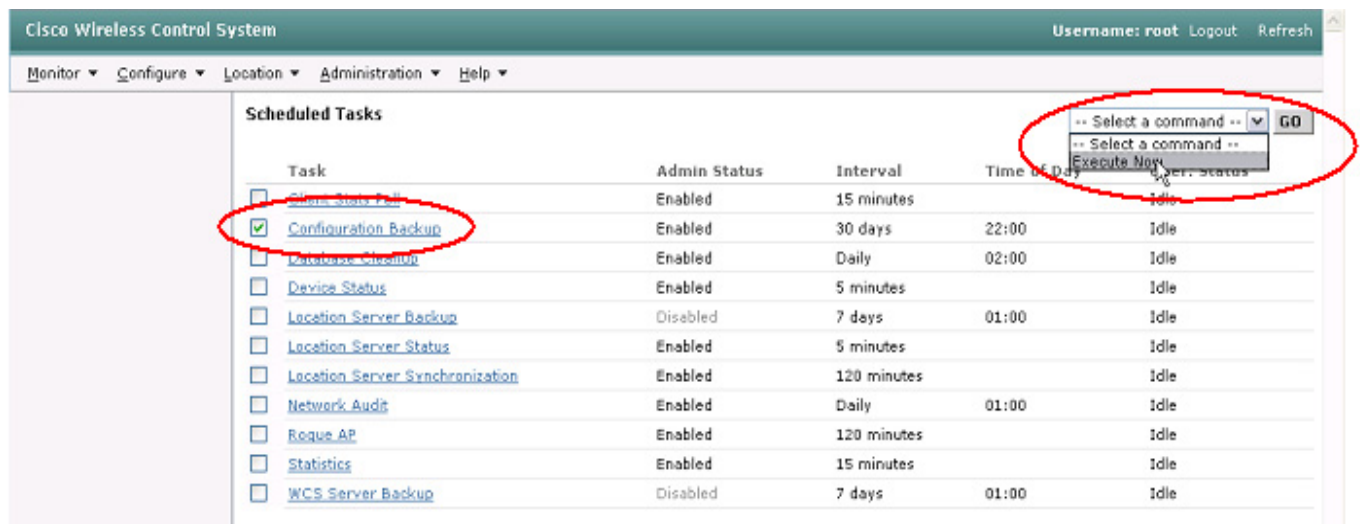 Cisco Wireless Control System Username: root Logout Refresh
Monitor Configure Location Administration Help
Scheduled Tasks -- Select a command -- GO
-- Select a command --
Execute Now
Task Admin Status Interval Time of Day Oper. Status
Client Stats Poll Enabled 15 minutes Idle
Configuration Backup Enabled 30 days 22:00 Idle
Database Cleanup Enabled Daily 02:00 Idle
Device Status Enabled 5 minutes Idle
Location Server Backup Disabled 7 days 01:00 Idle
Location Server Status Enabled 5 minutes Idle
Location Server Synchronization Enabled 120 minutes Idle
Network Audit Enabled Daily 01:00 Idle
Rogue AP Enabled 120 minutes Idle
Statistics Enabled 15 minutes Idle
WCS Server Backup Disabled 7 days 01:00 Idle